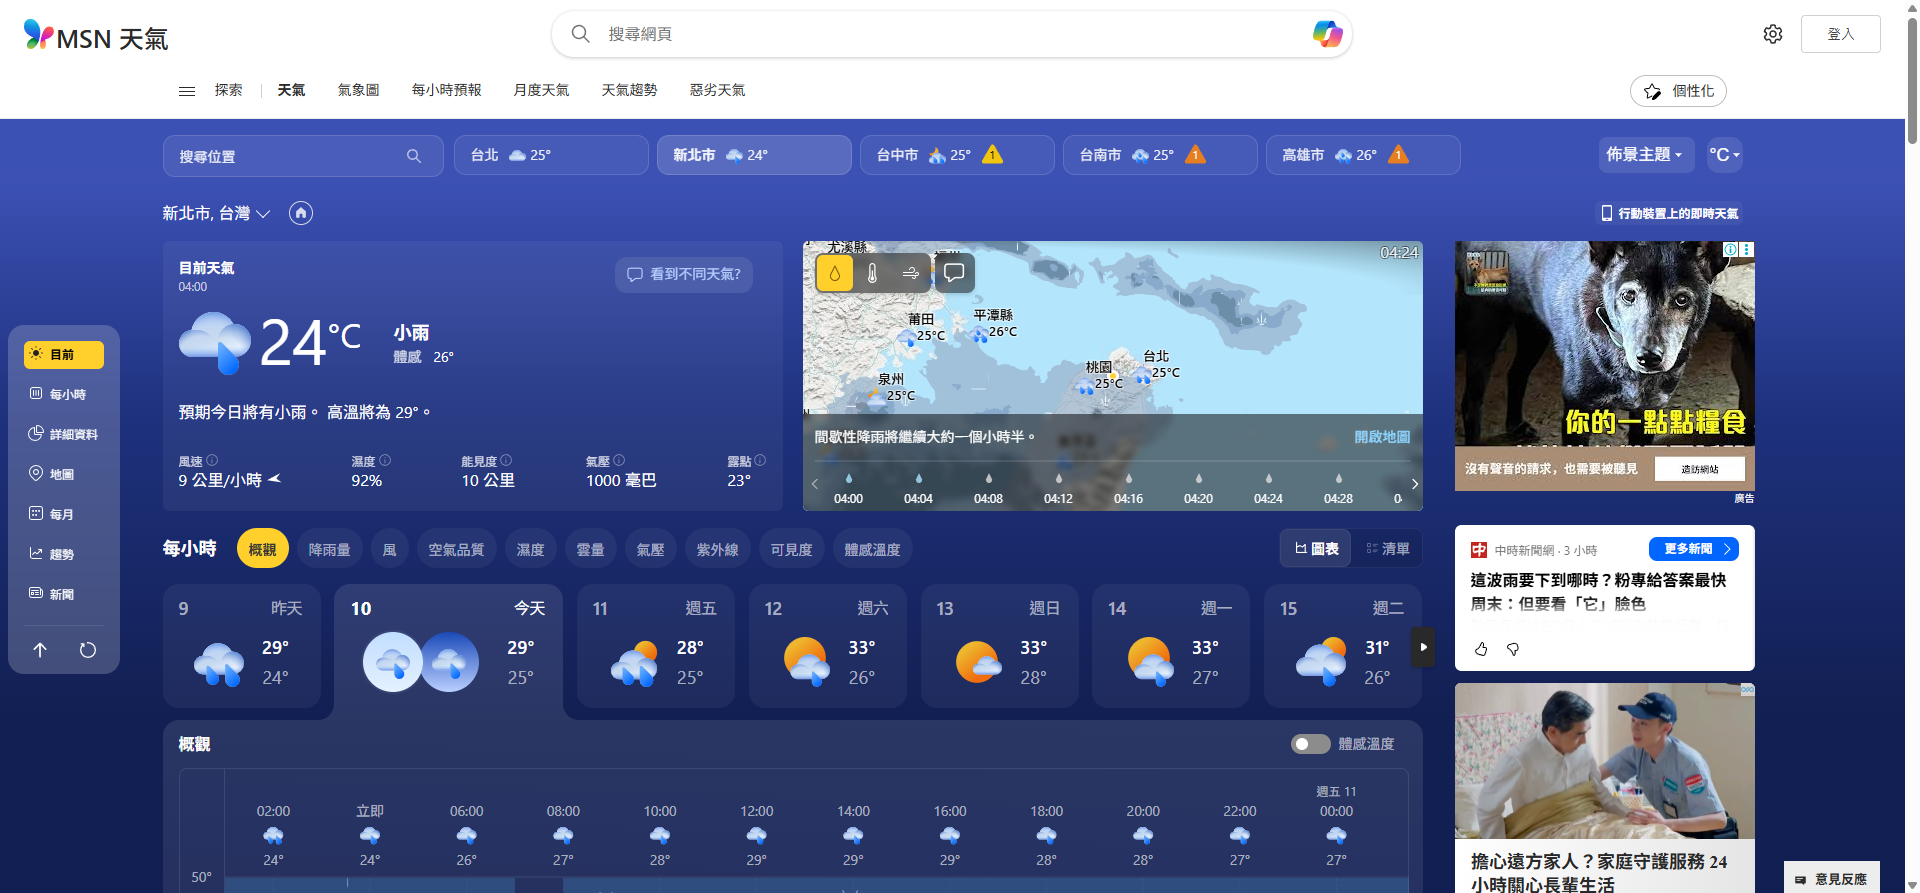 MSN 天氣
搜尋網頁
登入
探索
天氣
氣象圖
每小時預報
月度天氣
天氣趨勢
惡劣天氣
個性化
搜尋位置
台北 25°
新北市 24°
台中市 25° 1
台南市 25° 1
高雄市 26° 1
佈景主題
°C
新北市, 台灣
行動裝置上的即時天氣
目前天氣
04:00
看到不同天氣?
24°C
小雨
體感 26°
預期今日將有小雨。 高溫將為 29°。
風速
9 公里/小時
濕度
92%
能見度
10 公里
氣壓
1000 毫巴
露點
23°
尤溪縣
04:24
莆田
25°C
平潭縣
26°C
泉州
25°C
桃園
25°C
台北
25°C
間歇性降雨將繼續大約一個小時半。
開啟地圖
04:00
04:04
04:08
04:12
04:16
04:20
04:24
04:28
目前
每小時
詳細資料
地圖
每月
趨勢
新聞
每小時
概觀
降雨量
風
空氣品質
濕度
雲量
氣壓
紫外線
可見度
體感溫度
圖表
清單
9 昨天
29°
24°
10 今天
29°
25°
11 週五
28°
25°
12 週六
33°
26°
13 週日
33°
28°
14 週一
33°
27°
15 週二
31°
26°
概觀
體感溫度
週五 11
02:00
立即
06:00
08:00
10:00
12:00
14:00
16:00
18:00
20:00
22:00
00:00
24°
24°
26°
27°
28°
29°
29°
29°
28°
28°
27°
27°
50°
你的一點點糧食
沒有聲音的請求，也需要被聽見
造訪網站
廣告
中時新聞網 · 3 小時
更多新聞
這波雨要下到哪時？粉專給答案最快
周末：但要看「它」臉色
擔心遠方家人？家庭守護服務 24
小時關心長輩生活
意見反應